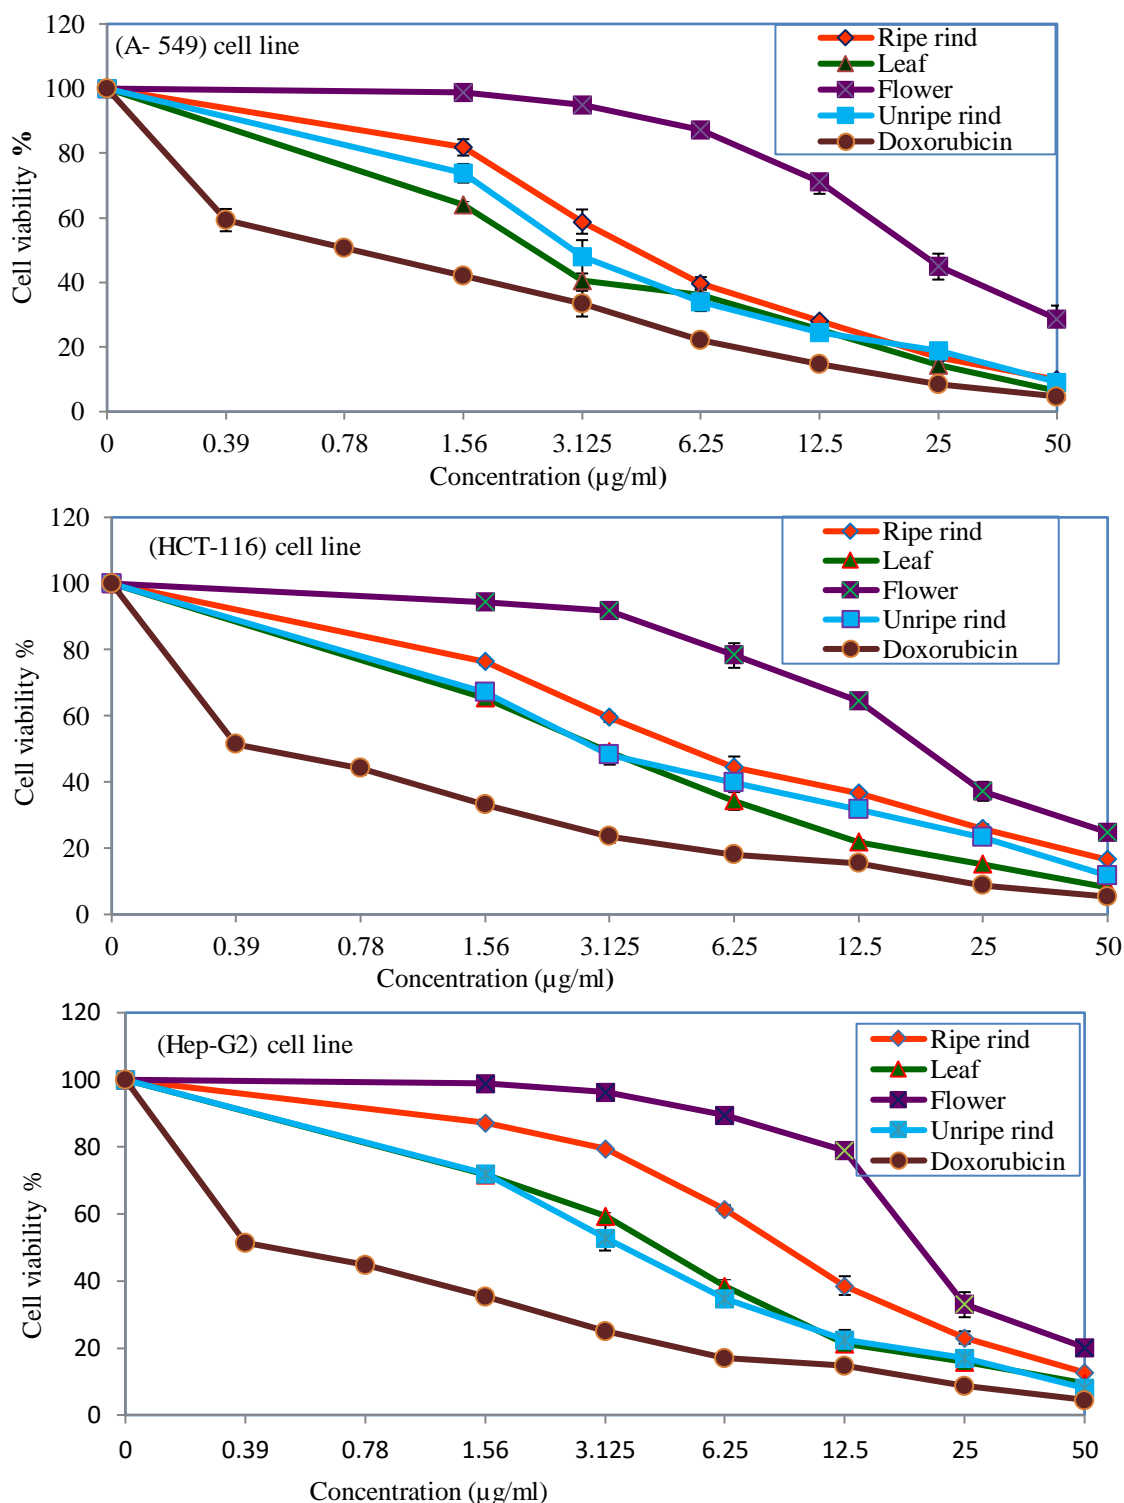 120
(A- 549) cell line
Ripe rind
Leaf
Flower
Unripe rind
Doxorubicin
100
80
60
40
20
0
Cell viability %
0 0.39 0.78 1.56 3.125 6.25 12.5 25 50
Concentration (µg/ml)
120
(HCT-116) cell line
Ripe rind
Leaf
Flower
Unripe rind
Doxorubicin
100
80
60
40
20
0
Cell viability %
0 0.39 0.78 1.56 3.125 6.25 12.5 25 50
Concentration (µg/ml)
120
(Hep-G2) cell line
Ripe rind
Leaf
Flower
Unripe rind
Doxorubicin
100
80
60
40
20
0
Cell viability %
0 0.39 0.78 1.56 3.125 6.25 12.5 25 50
Concentration (µg/ml)